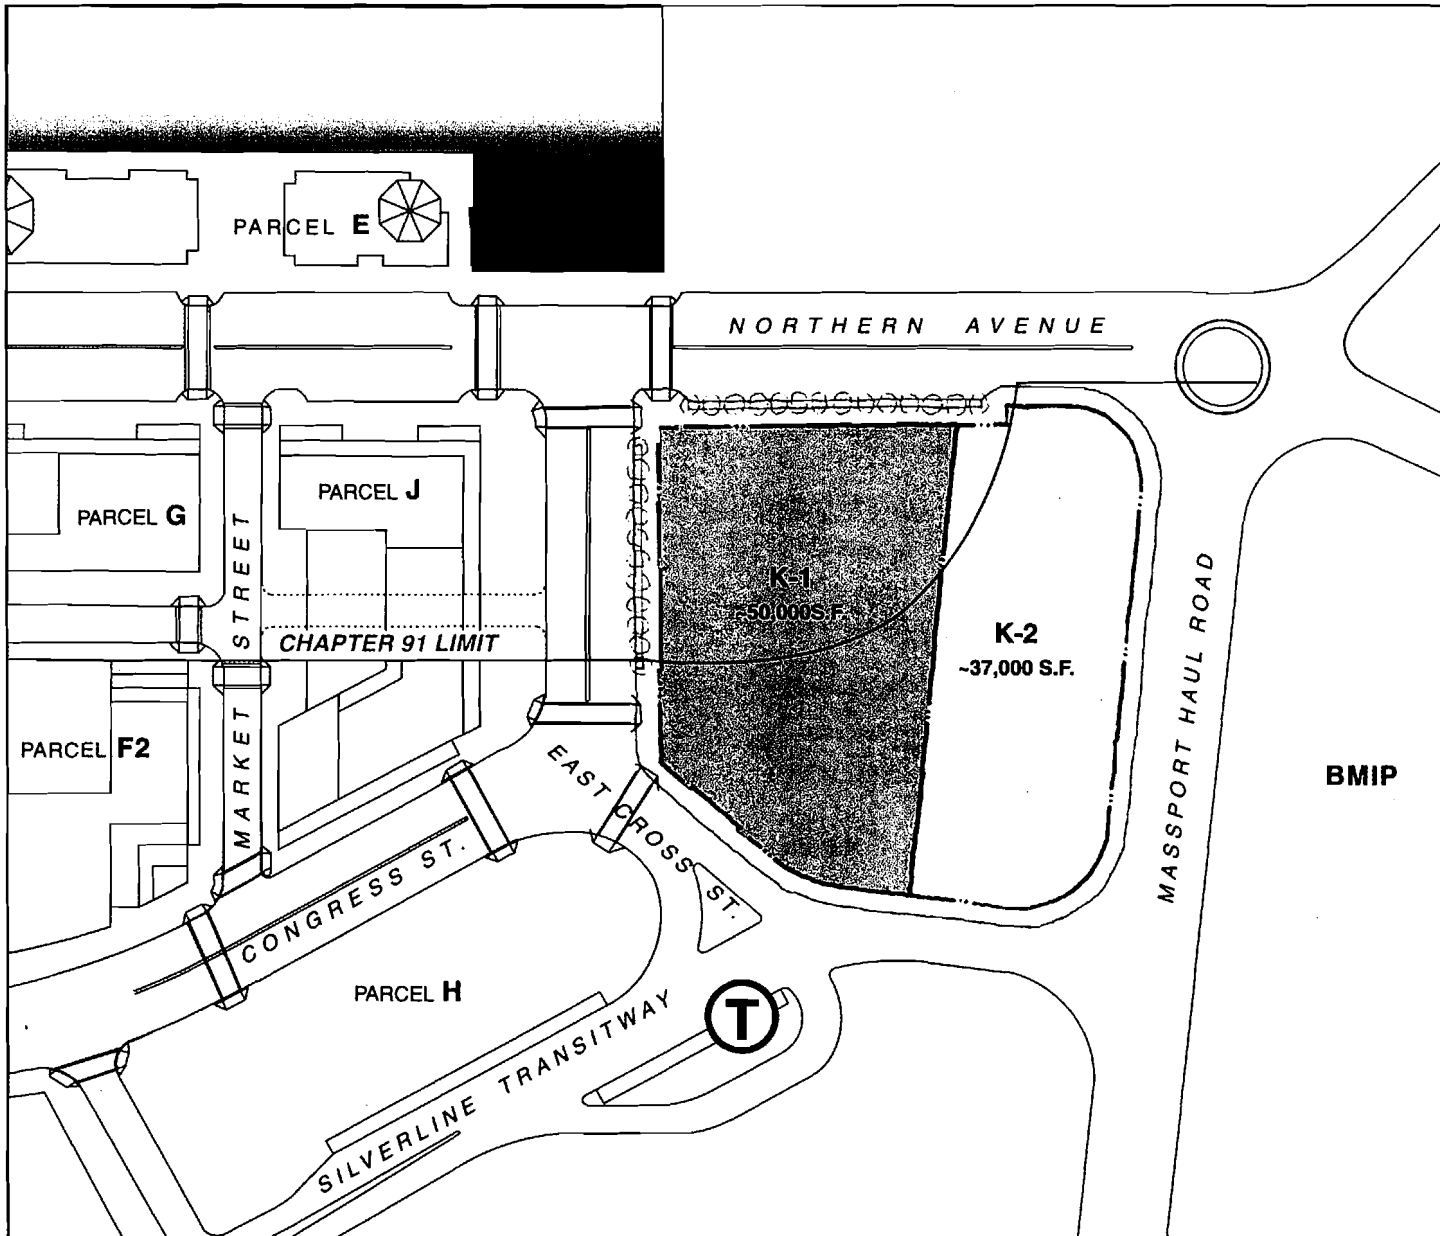 PARCEL E
NORTHERN AVENUE
PARCEL J
PARCEL G
K-1
~50,000S.F.
K-2
~37,000 S.F.
CHAPTER 91 LIMIT
MARKET STREET
PARCEL F2
EAST CROSS ST.
MASSPORT HAUL ROAD
BMIP
CONGRESS ST.
PARCEL H
T
SILVERLINE TRANSITWAY